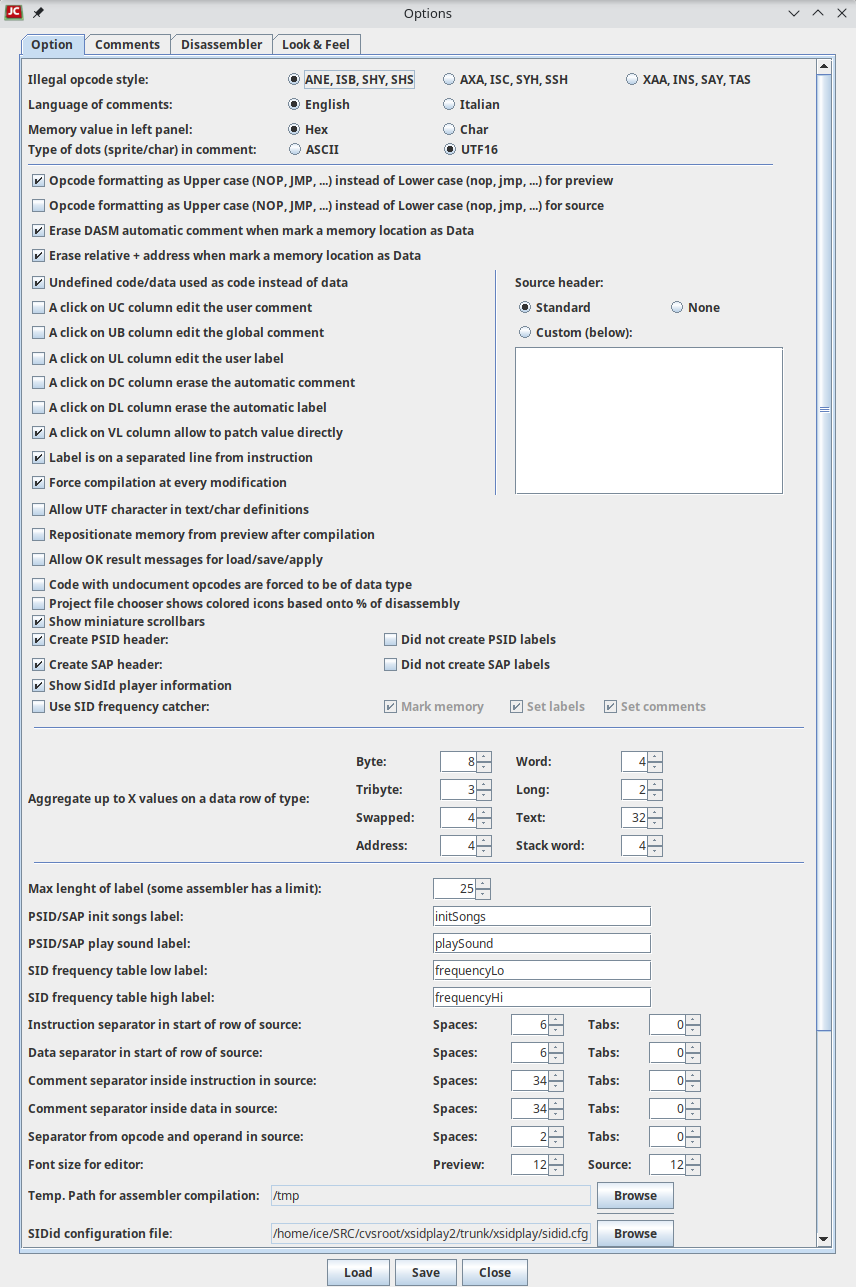 JC Options
Option Comments Disassembler Look & Feel
Illegal opcode style: ANE, ISB, SHY, SHS AXA, ISC, SYH, SSH XAA, INS, SAY, TAS
Language of comments: English Italian
Memory value in left panel: Hex Char
Type of dots (sprite/char) in comment: ASCII UTF16
Opcode formatting as Upper case (NOP, JMP, ...) instead of Lower case (nop, jmp, ...) for preview
Opcode formatting as Upper case (NOP, JMP, ...) instead of Lower case (nop, jmp, ...) for source
Erase DASM automatic comment when mark a memory location as Data
Erase relative + address when mark a memory location as Data
Undefined code/data used as code instead of data
A click on UC column edit the user comment
A click on UB column edit the global comment
A click on UL column edit the user label
A click on DC column erase the automatic comment
A click on DL column erase the automatic label
A click on VL column allow to patch value directly
Label is on a separated line from instruction
Force compilation at every modification
Source header:
Standard None
Custom (below):
Allow UTF character in text/char definitions
Repositionate memory from preview after compilation
Allow OK result messages for load/save/apply
Code with undocument opcodes are forced to be of data type
Project file chooser shows colored icons based onto % of disassembly
Show miniature scrollbars
Create PSID header: Did not create PSID labels
Create SAP header: Did not create SAP labels
Show SidId player information
Use SID frequency catcher: Mark memory Set labels Set comments
Aggregate up to X values on a data row of type:
Byte: 8 Word: 4
Tribyte: 3 Long: 2
Swapped: 4 Text: 32
Address: 4 Stack word: 4
Max lenght of label (some assembler has a limit): 25
PSID/SAP init songs label: initSongs
PSID/SAP play sound label: playSound
SID frequency table low label: frequencyLo
SID frequency table high label: frequencyHi
Instruction separator in start of row of source: Spaces: 6 Tabs: 0
Data separator in start of row of source: Spaces: 6 Tabs: 0
Comment separator inside instruction in source: Spaces: 34 Tabs: 0
Comment separator inside data in source: Spaces: 34 Tabs: 0
Separator from opcode and operand in source: Spaces: 2 Tabs: 0
Font size for editor: Preview: 12 Source: 12
Temp. Path for assembler compilation: /tmp Browse
SIDid configuration file: /home/ice/SRC/cvsroot/xsidplay2/trunk/xsidplay/sidid.cfg Browse
Load Save Close